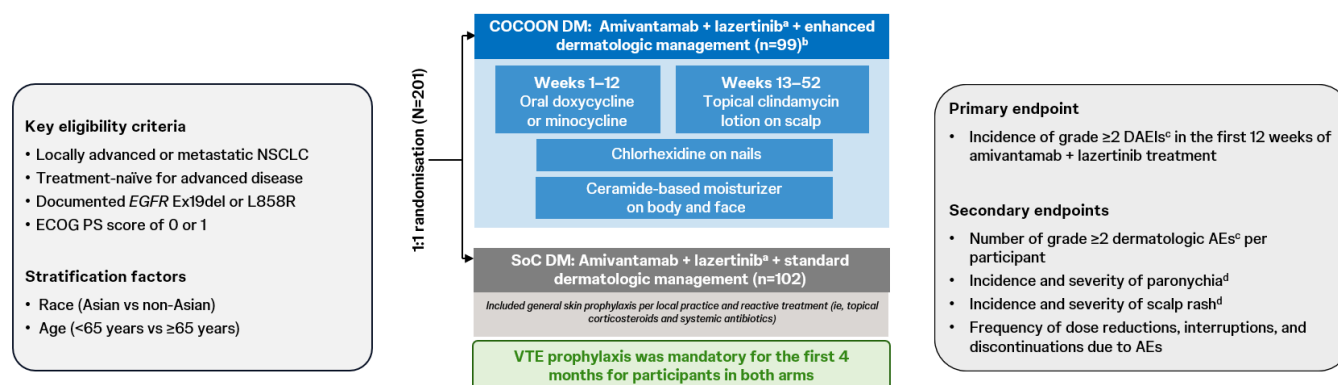 Key eligibility criteria
• Locally advanced or metastatic NSCLC
• Treatment-naïve for advanced disease
• Documented EGFR Ex19del or L858R
• ECOG PS score of 0 or 1
Stratification factors
• Race (Asian vs non-Asian)
• Age (<65 years vs ≥65 years)
1:1 randomisation (N=201)
COCOON DM: Amivantamab + lazertinibᵃ + enhanced
dermatologic management (n=99)ᵇ
Weeks 1–12
Oral doxycycline
or minocycline
Weeks 13–52
Topical clindamycin
lotion on scalp
Chlorhexidine on nails
Ceramide-based moisturizer
on body and face
SoC DM: Amivantamab + lazertinibᵃ + standard
dermatologic management (n=102)
Included general skin prophylaxis per local practice and reactive treatment (ie, topical
corticosteroids and systemic antibiotics)
VTE prophylaxis was mandatory for the first 4
months for participants in both arms
Primary endpoint
• Incidence of grade ≥2 DAEIsᶜ in the first 12 weeks of
amivantamab + lazertinib treatment
Secondary endpoints
• Number of grade ≥2 dermatologic AEsᶜ per
participant
• Incidence and severity of paronychiaᵈ
• Incidence and severity of scalp rashᵈ
• Frequency of dose reductions, interruptions, and
discontinuations due to AEs